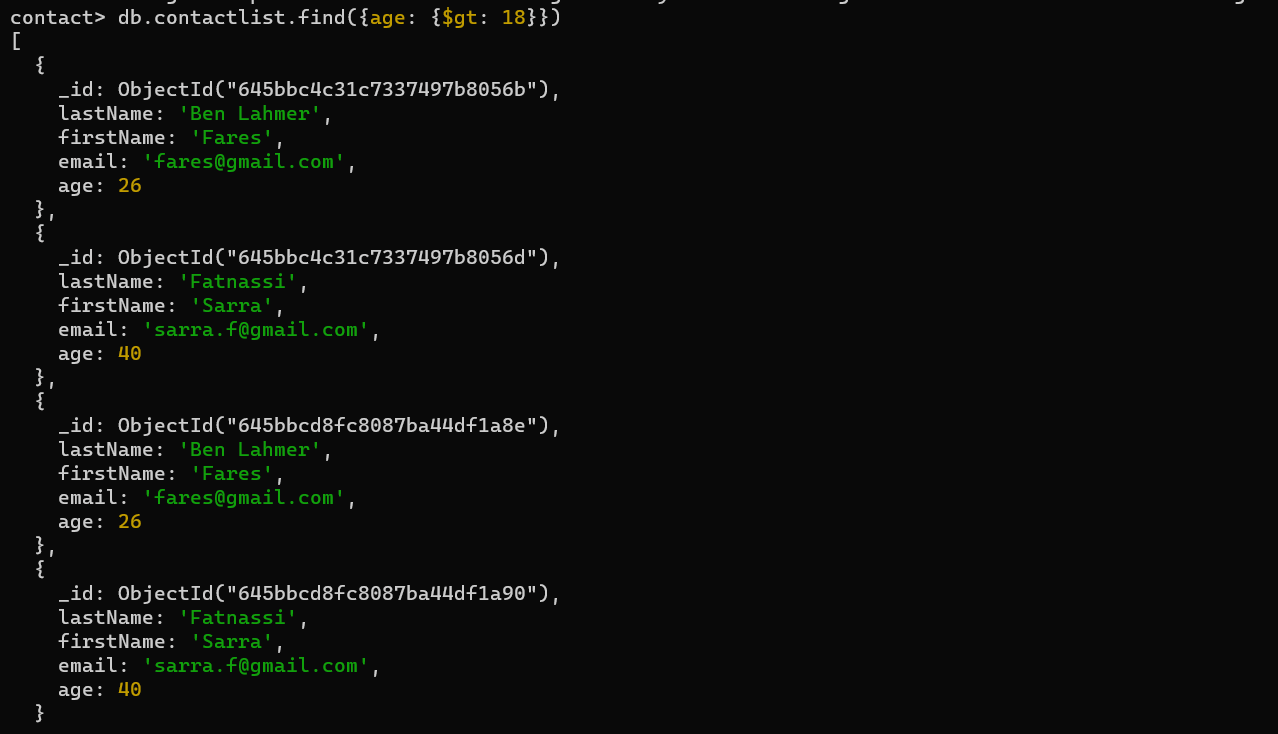 contact> db.contactlist.find({age: {$gt: 18}})
[
  {
    _id: ObjectId("645bbc4c31c7337497b8056b"),
    lastName: 'Ben Lahmer',
    firstName: 'Fares',
    email: 'fares@gmail.com',
    age: 26
  },
  {
    _id: ObjectId("645bbc4c31c7337497b8056d"),
    lastName: 'Fatnassi',
    firstName: 'Sarra',
    email: 'sarra.f@gmail.com',
    age: 40
  },
  {
    _id: ObjectId("645bbcd8fc8087ba44df1a8e"),
    lastName: 'Ben Lahmer',
    firstName: 'Fares',
    email: 'fares@gmail.com',
    age: 26
  },
  {
    _id: ObjectId("645bbcd8fc8087ba44df1a90"),
    lastName: 'Fatnassi',
    firstName: 'Sarra',
    email: 'sarra.f@gmail.com',
    age: 40
  }